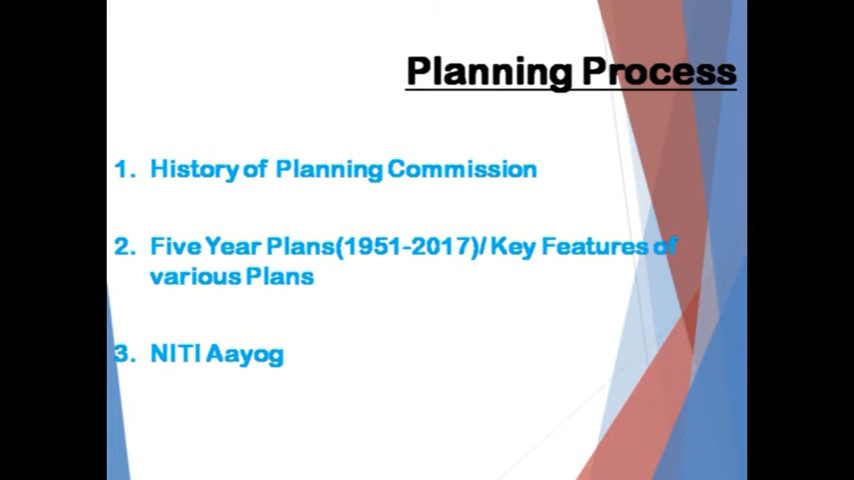 Planning Process
1. History of Planning Commission
2. Five Year Plans(1951-2017)/ Key Features of
various Plans
3. NITI Aayog